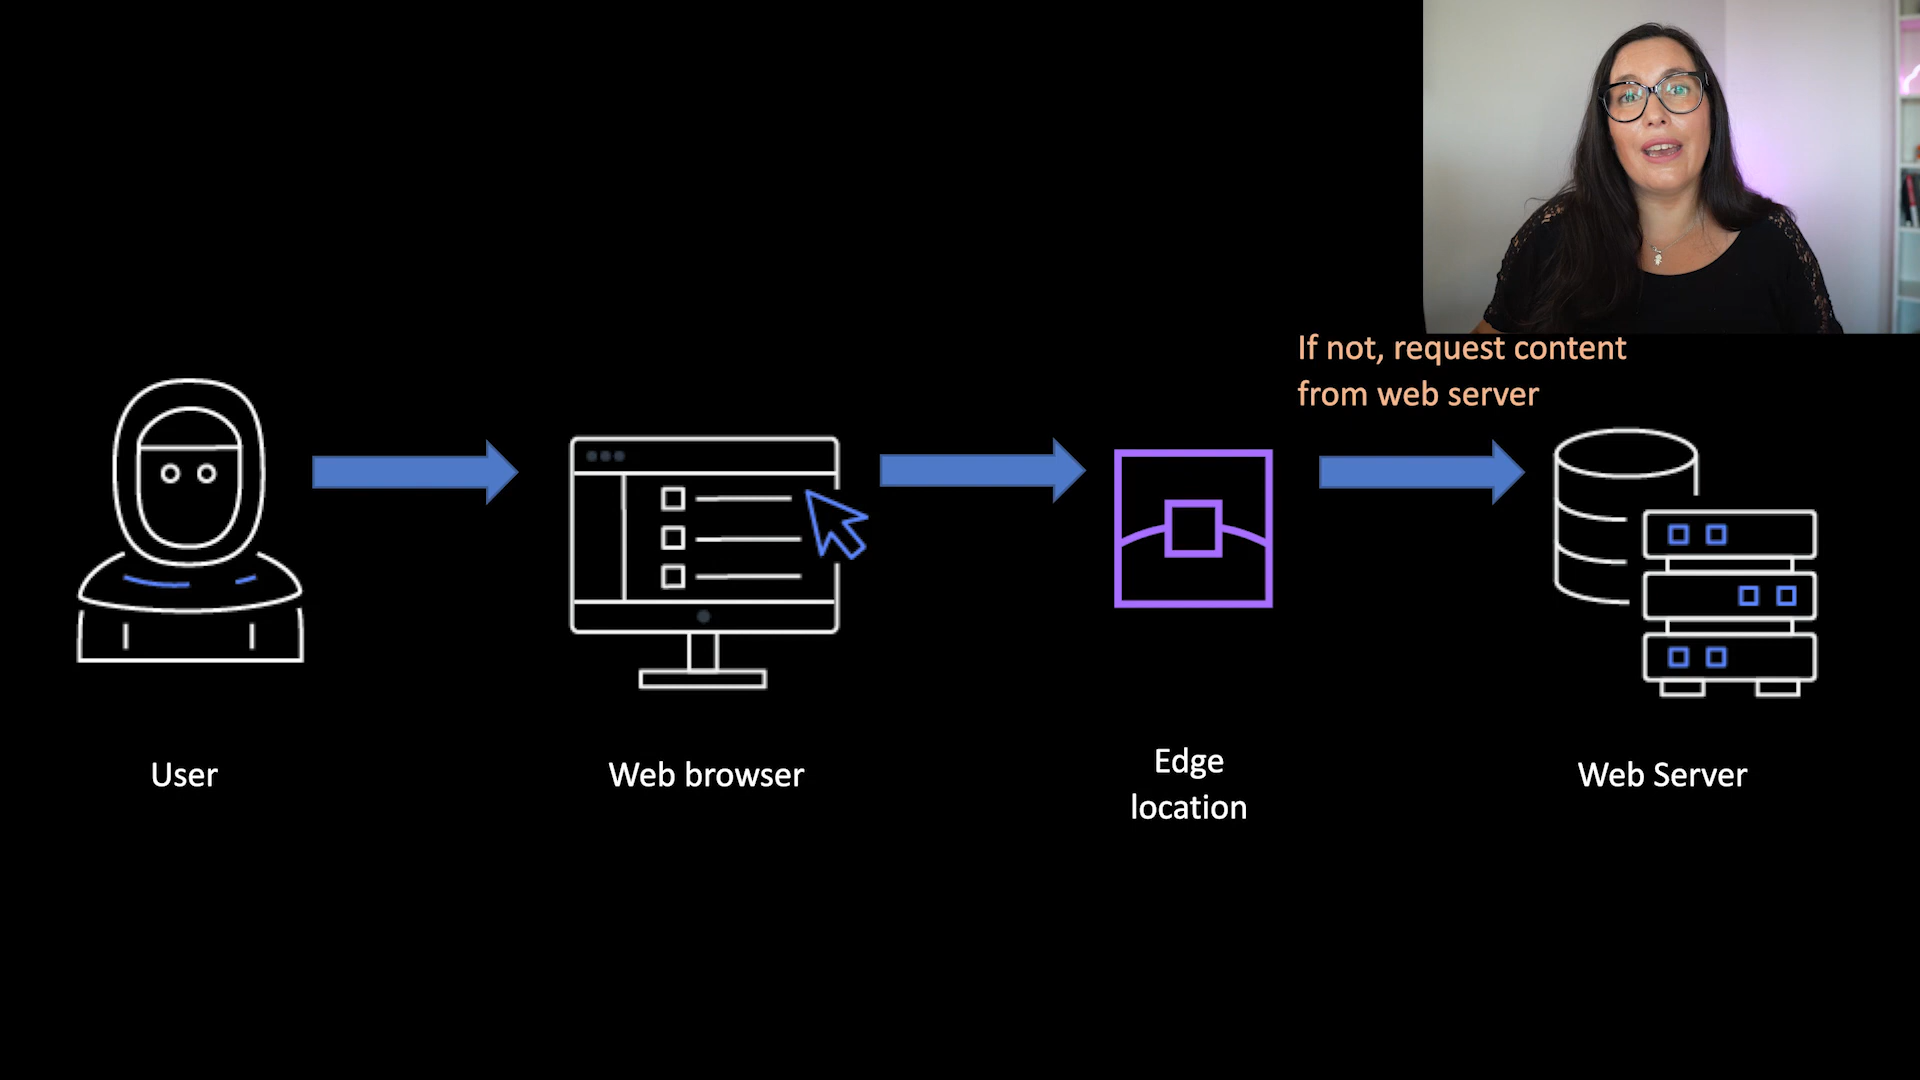 If not, request content
from web server
User
Web browser
Edge
location
Web Server